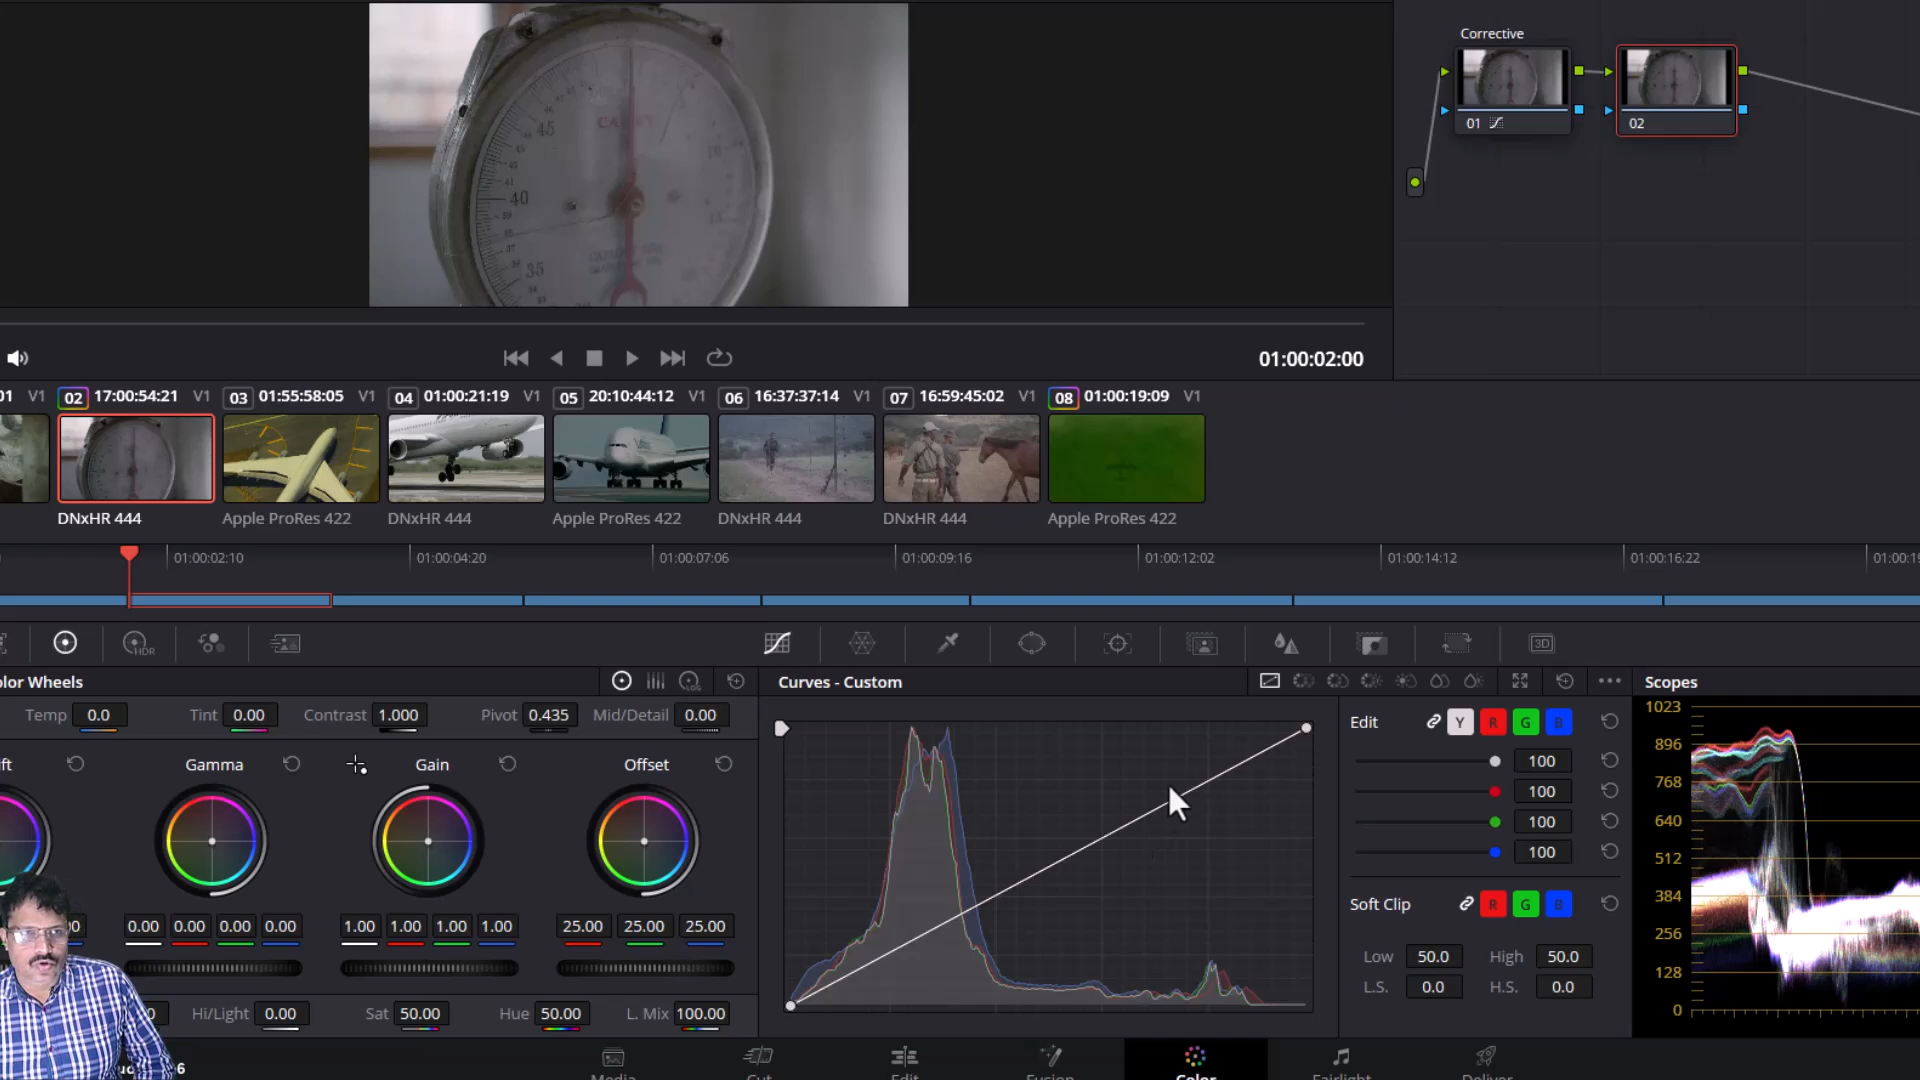 Corrective
01
02
45
40
35
01:00:02:00
01 V1
02 17:00:54:21 V1
03 01:55:58:05 V1
04 01:00:21:19 V1
05 20:10:44:12 V1
06 16:37:37:14 V1
07 16:59:45:02 V1
08 01:00:19:09 V1
DNxHR 444
Apple ProRes 422
DNxHR 444
Apple ProRes 422
DNxHR 444
DNxHR 444
Apple ProRes 422
01:00:02:10
01:00:04:20
01:00:07:06
01:00:09:16
01:00:12:02
01:00:14:12
01:00:16:22
01:00:19
HDR
3D
olor Wheels
LOG
Curves - Custom
Scopes
Temp 0.0 Tint 0.00 Contrast 1.000 Pivot 0.435 Mid/Detail 0.00
ft Gamma Gain Offset
00 0.00 0.00 0.00 0.00 1.00 1.00 1.00 1.00 25.00 25.00 25.00
0 Hi/Light 0.00 Sat 50.00 Hue 50.00 L. Mix 100.00
Edit Y R G B
100
100
100
100
Soft Clip R G B
Low 50.0 High 50.0
L.S. 0.0 H.S. 0.0
1023
896
768
640
512
384
256
128
0
6
Media Cut Edit Fusion Color Fairlight Deliver